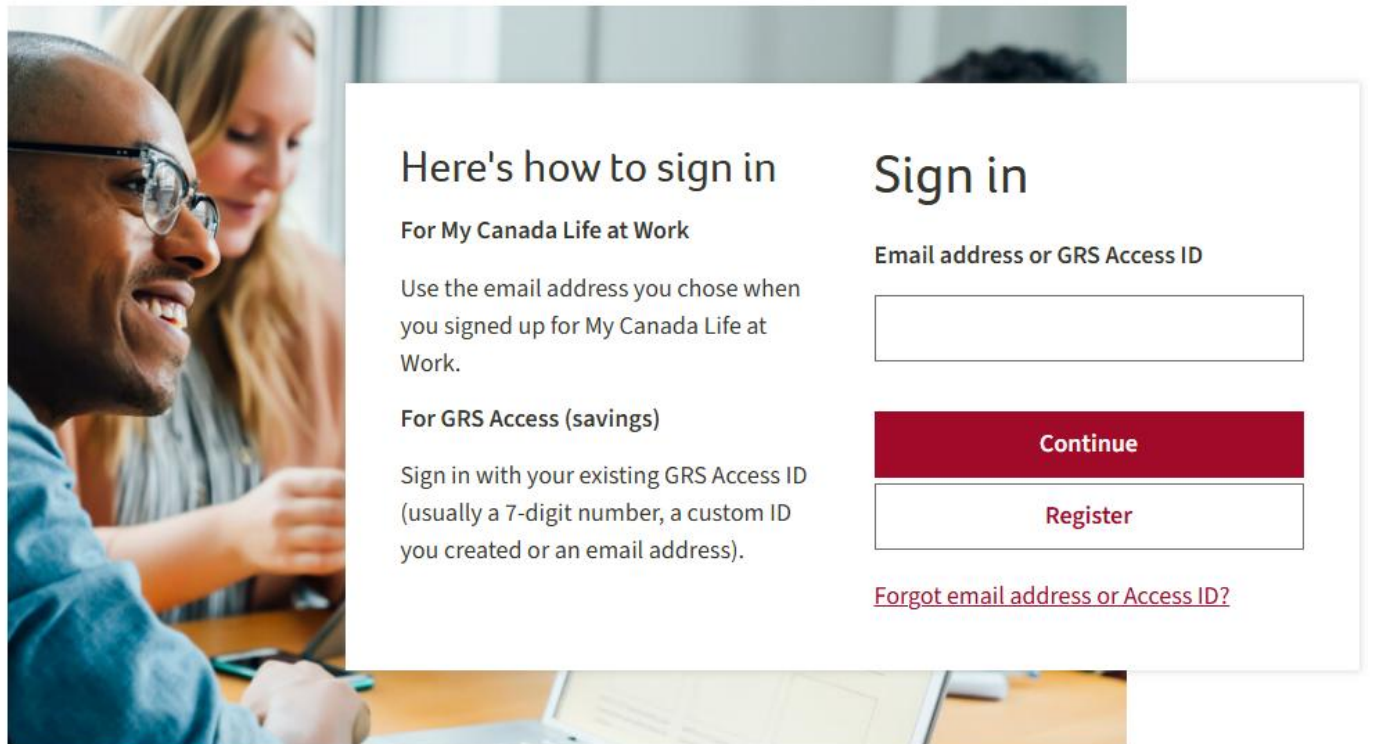 Here's how to sign in
For My Canada Life at Work
Use the email address you chose when
you signed up for My Canada Life at
Work.
For GRS Access (savings)
Sign in with your existing GRS Access ID
(usually a 7-digit number, a custom ID
you created or an email address).
Sign in
Email address or GRS Access ID
Continue
Register
Forgot email address or Access ID?